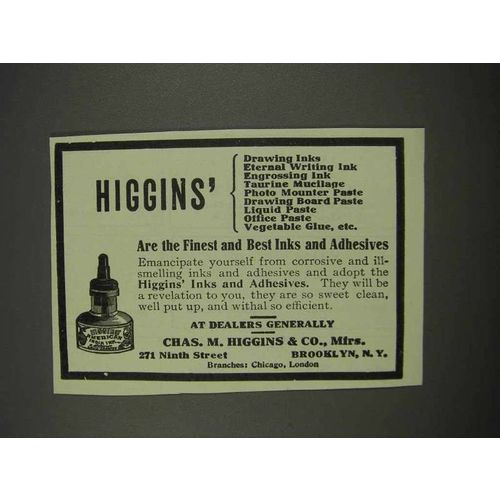 HIGGINS'
Drawing Inks
Eternal Writing Ink
Engrossing Ink
Taurine Mucilage
Photo Mounter Paste
Drawing Board Paste
Liquid Paste
Office Paste
Vegetable Glue, etc.
Are the Finest and Best Inks and Adhesives
Emancipate yourself from corrosive and ill-
smelling inks and adhesives and adopt the
Higgins' Inks and Adhesives. They will be
a revelation to you, they are so sweet clean,
well put up, and withal so efficient.
AT DEALERS GENERALLY
CHAS. M. HIGGINS & CO., Mfrs.
271 Ninth Street BROOKLYN, N. Y.
Branches: Chicago, London
AMERICAN
INDIA INK